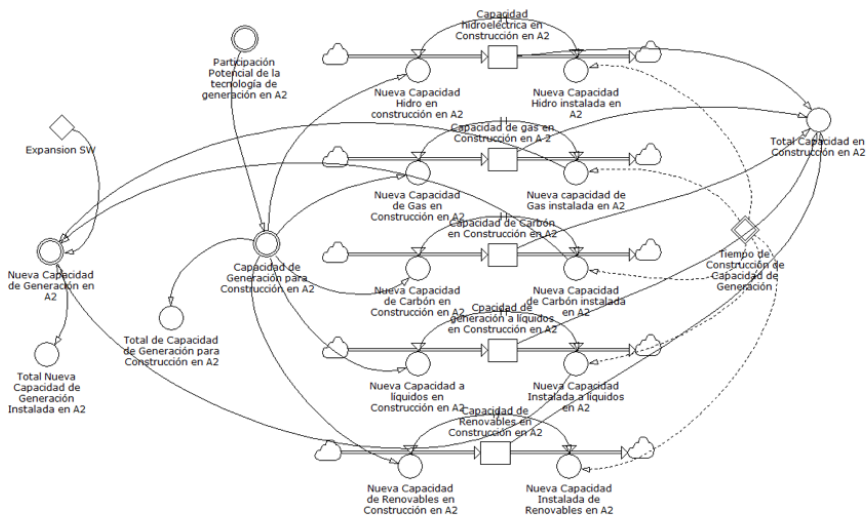 Capacidad
hidroeléctrica en
Construcción en A2
Participación
Potencial de la
tecnología de
generación en A2
Nueva Capacidad
Hidro en
construcción en A2
Nueva Capacidad
Hidro instalada en
A2
Total Capacidad en
Construcción en A2
Expansion SW
Capacidad de gas en
Construcción en A 2
Nueva Capacidad
de Gas en
Construcción en A2
Nueva capacidad de
Gas instalada en A2
Capacidad de Carbón
en Construcción en A2
Nueva Capacidad
de Generación en
A2
Capacidad de
Generación para
Construcción en A2
Nueva Capacidad
de Carbón en
Construcción en A2
Nueva Capacidad
de Carbón instalada en
A2
Tiempo de
Construcción de
Capacidad de
Generación
Total de Capacidad
de Generación para
Construcción en A2
Cpacidad de
generación a líquidos
en Construcción en A2
Total Nueva
Capacidad de
Generación
Instalada en A2
Nueva Capacidad a
líquidos en
Construcción en A2
Nueva Capacidad
Instalada a líquidos
en A2
Capacidad de
Renovables en
Construcción en A2
Nueva Capacidad
de Renovables en
Construcción en A2
Nueva Capacidad
Instalada de
Renovables en A2